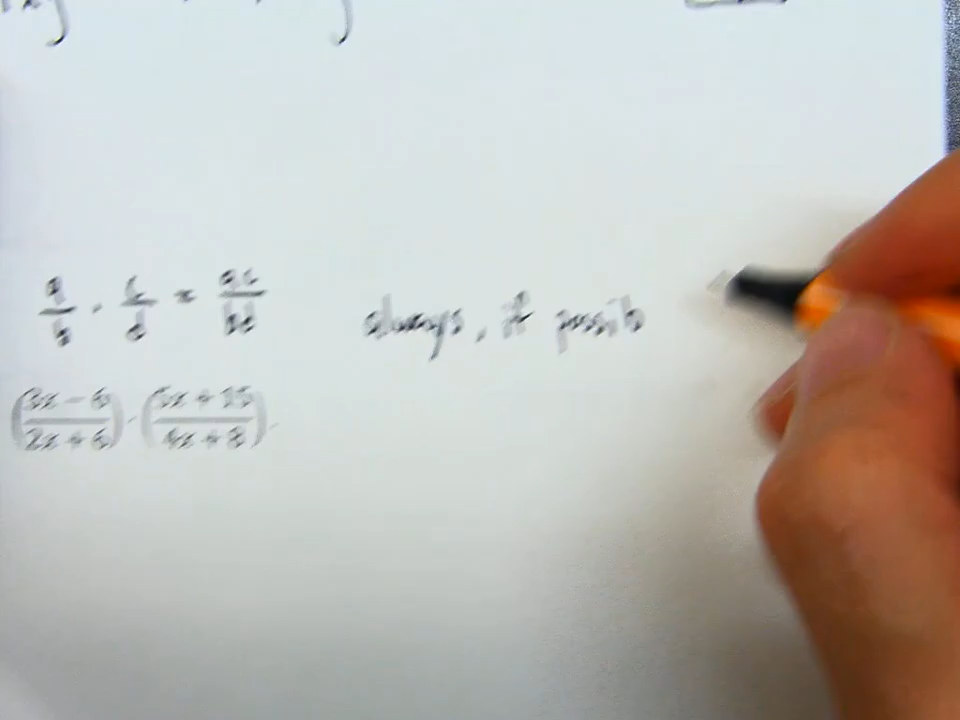 a/b · c/d = ac/bd
always, if possib
(3x - 6 / 2x + 6) · (5x + 15 / 4x + 8)